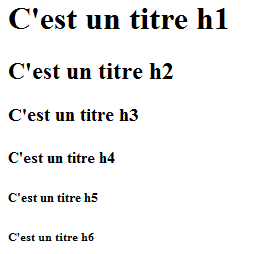 C'est un titre h1
C'est un titre h2
C'est un titre h3
C'est un titre h4
C'est un titre h5
C'est un titre h6